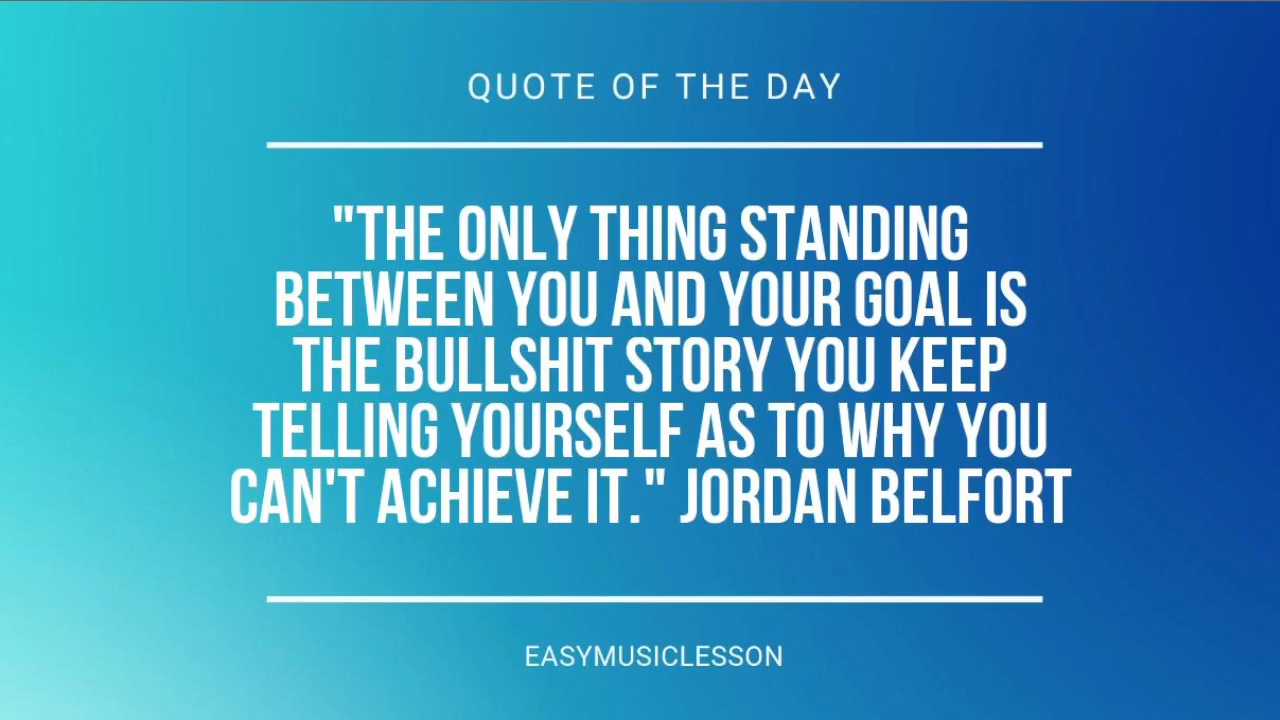 QUOTE OF THE DAY
"THE ONLY THING STANDING
BETWEEN YOU AND YOUR GOAL IS
THE BULLSHIT STORY YOU KEEP
TELLING YOURSELF AS TO WHY YOU
CAN'T ACHIEVE IT." JORDAN BELFORT
EASYMUSICLESSON